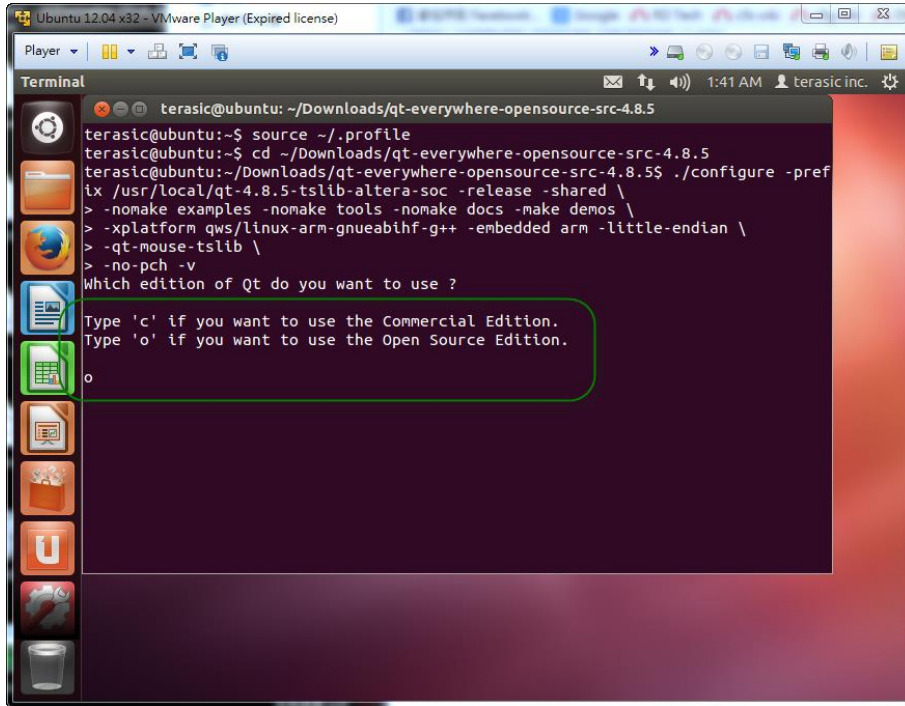 Ubuntu 12.04 x32 - VMware Player (Expired license)
Player
Terminal
1:41 AM terasic inc.
terasic@ubuntu: ~/Downloads/qt-everywhere-opensource-src-4.8.5
terasic@ubuntu:~$ source ~/.profile
terasic@ubuntu:~$ cd ~/Downloads/qt-everywhere-opensource-src-4.8.5
terasic@ubuntu:~/Downloads/qt-everywhere-opensource-src-4.8.5$ ./configure -pref
ix /usr/local/qt-4.8.5-tslib-altera-soc -release -shared \
> -nomake examples -nomake tools -nomake docs -make demos \
> -xplatform qws/linux-arm-gnueabihf-g++ -embedded arm -little-endian \
> -qt-mouse-tslib \
> -no-pch -v
Which edition of Qt do you want to use ?
Type 'c' if you want to use the Commercial Edition.
Type 'o' if you want to use the Open Source Edition.
o